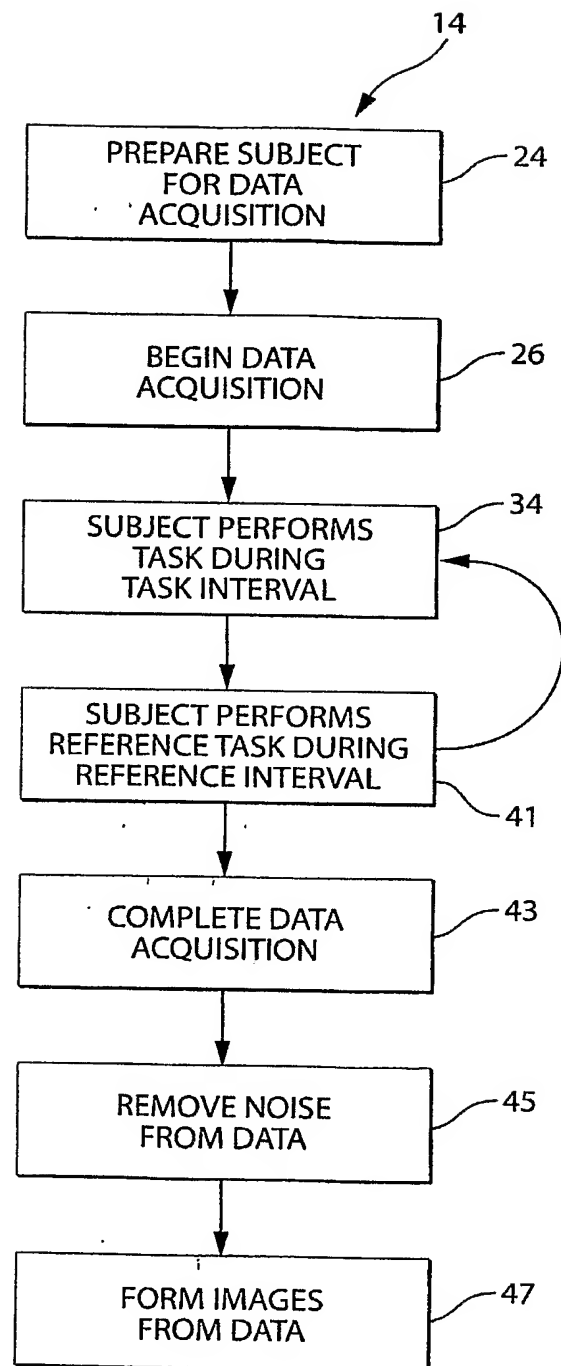 14
PREPARE SUBJECT
FOR DATA
ACQUISITION
24
BEGIN DATA
ACQUISITION
26
SUBJECT PERFORMS
TASK DURING
TASK INTERVAL
34
SUBJECT PERFORMS
REFERENCE TASK DURING
REFERENCE INTERVAL
41
COMPLETE DATA
ACQUISITION
43
REMOVE NOISE
FROM DATA
45
FORM IMAGES
FROM DATA
47